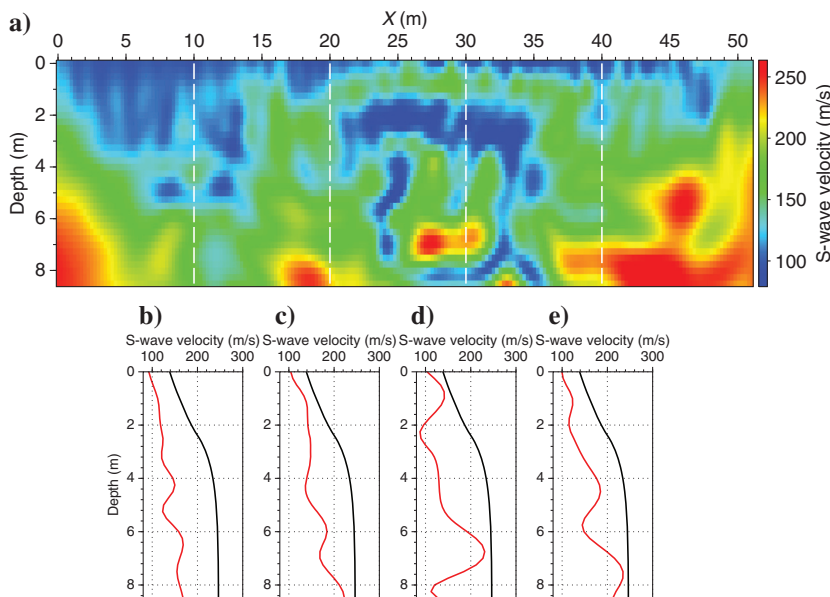 X (m)
a)
0 5 10 15 20 25 30 35 40 45 50
0
2
4
6
8
Depth (m)
250
200
150
100
S-wave velocity (m/s)
b) c) d) e)
S-wave velocity (m/s) S-wave velocity (m/s) S-wave velocity (m/s) S-wave velocity (m/s)
100 200 300 100 200 300 100 200 300 100 200 300
0 0 0 0
2 2 2 2
4 4 4 4
6 6 6 6
8 8 8 8
Depth (m)